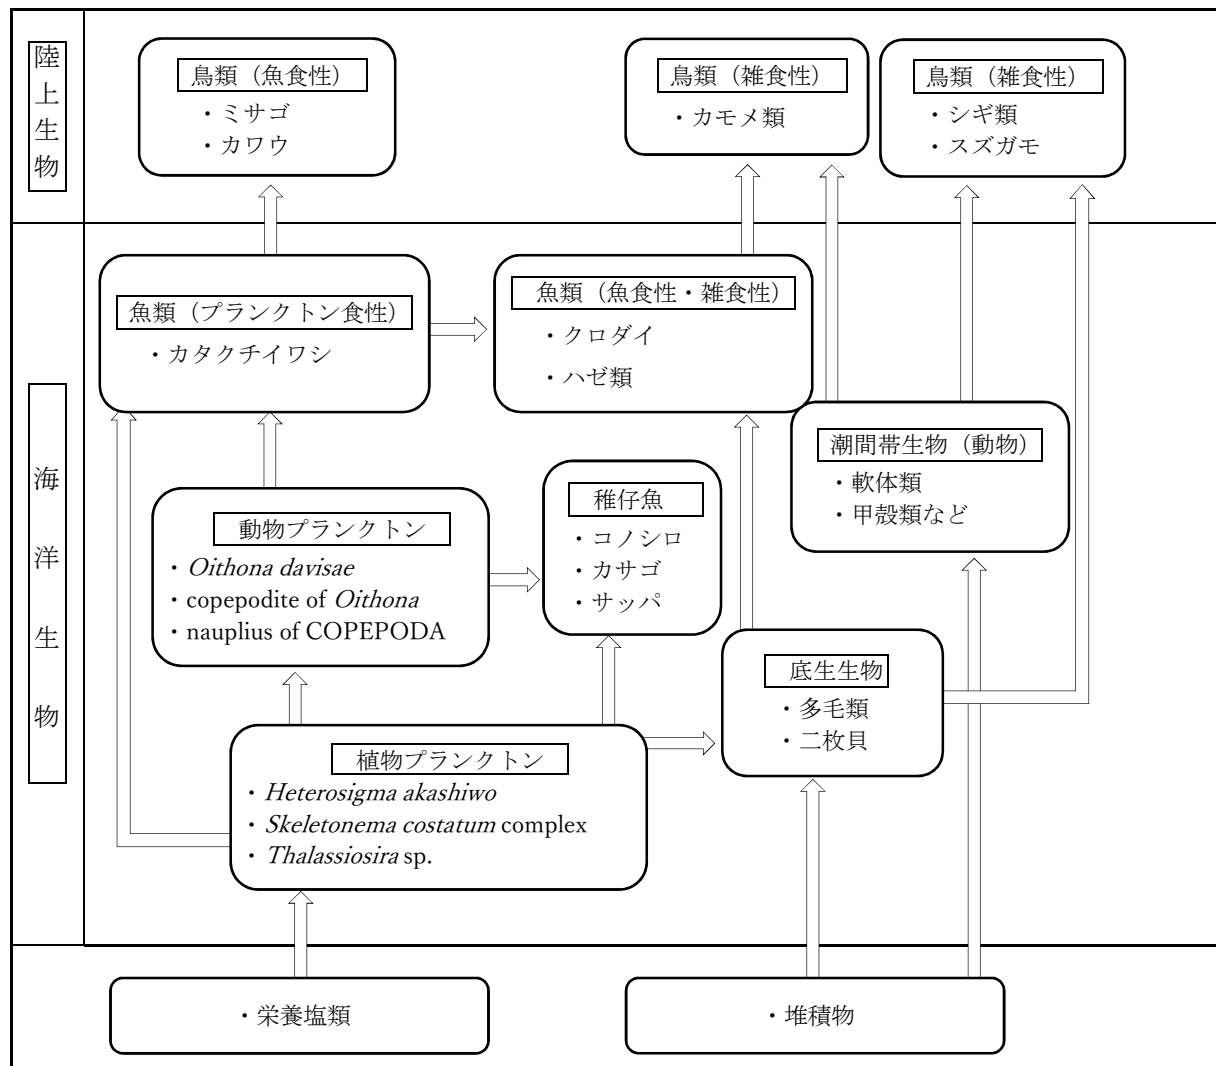 陸上生物
鳥類（魚食性）
・ミサゴ
・カワウ
鳥類（雑食性）
・カモメ類
鳥類（雑食性）
・シギ類
・スズガモ
海洋生物
魚類（プランクトン食性）
・カタクチイワシ
魚類（魚食性・雑食性）
・クロダイ
・ハゼ類
潮間帯生物（動物）
・軟体類
・甲殻類など
動物プランクトン
・Oithona davisae
・copepodite of Oithona
・nauplius of COPEPODA
稚仔魚
・コノシロ
・カサゴ
・サッパ
底生生物
・多毛類
・二枚貝
植物プランクトン
・Heterosigma akashiwo
・Skeletonema costatum complex
・Thalassiosira sp.
・栄養塩類
・堆積物